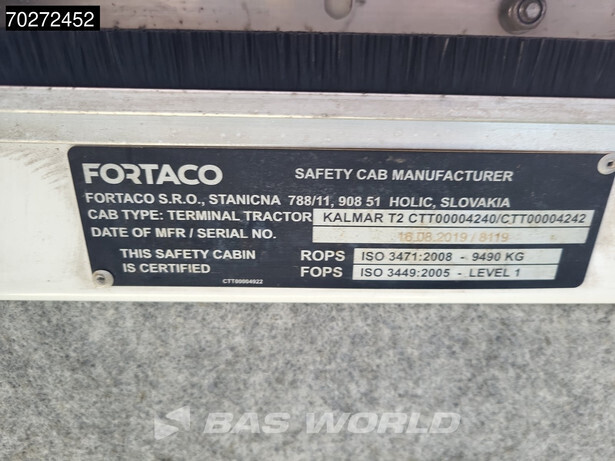 70272452
FORTACO SAFETY CAB MANUFACTURER
FORTACO S.R.O., STANICNA 788/11, 908 51 HOLIC, SLOVAKIA
CAB TYPE: TERMINAL TRACTOR KALMAR T2 CTT00004240/CTT00004242
DATE OF MFR / SERIAL NO. 16.08.2019 / 8119
THIS SAFETY CABIN ROPS ISO 3471:2008 - 9490 KG
IS CERTIFIED FOPS ISO 3449:2005 - LEVEL 1
CTT00004922
BAS WORLD